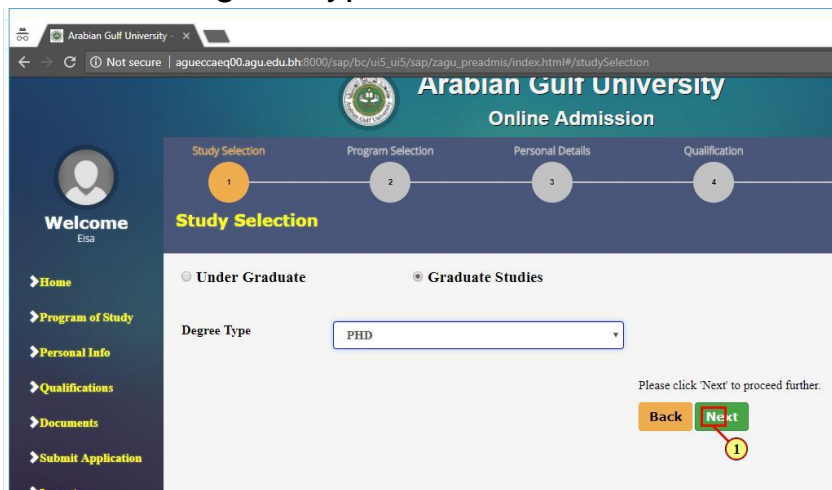 Arabian Gulf University - ×
Not secure | agueccaeq00.agu.edu.bh:8000/sap/bc/ui5_ui5/sap/zagu_preadmis/index.html#/studySelection
Arabian Gulf University
Online Admission
Study Selection Program Selection Personal Details Qualification
1 2 3 4
Welcome
Eisa
Study Selection
Home
Under Graduate Graduate Studies
Program of Study
Degree Type PHD
Personal Info
Qualifications
Please click 'Next' to proceed further.
Documents
Back Next
1
Submit Application